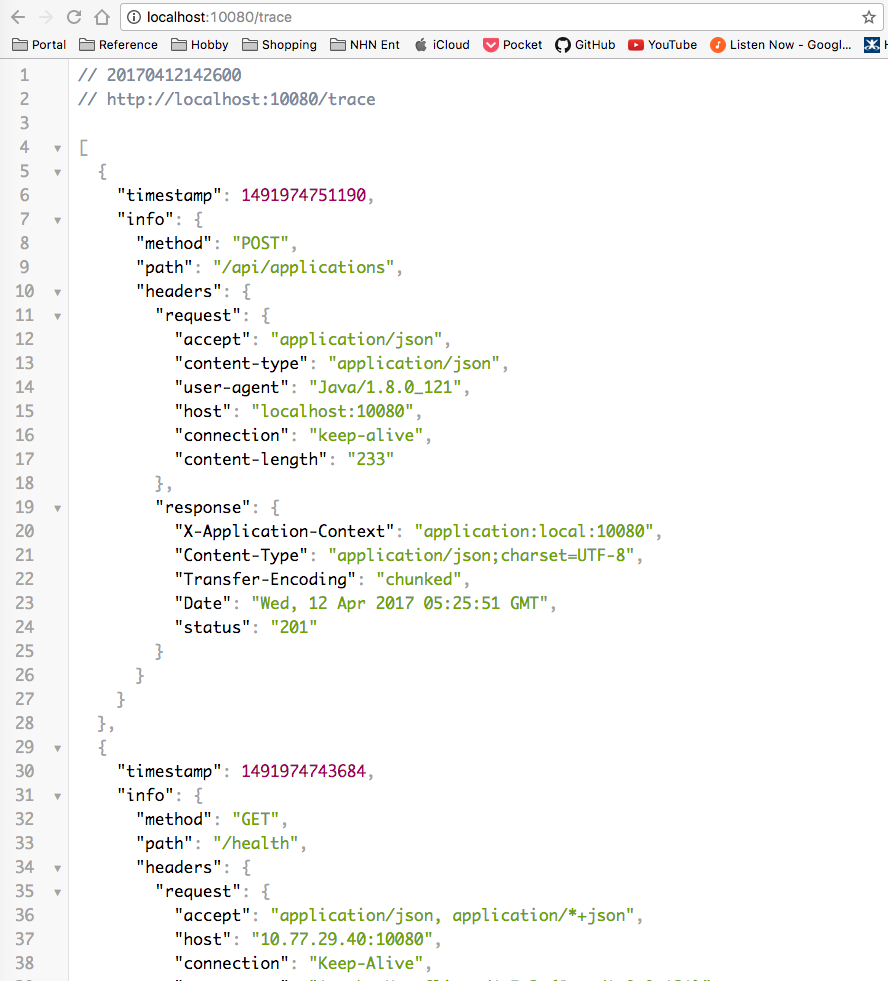 localhost:10080/trace
Portal Reference Hobby Shopping NHN Ent iCloud Pocket GitHub YouTube Listen Now - Googl... H
1 // 20170412142600
2 // http://localhost:10080/trace
3
4 [
5 {
6 "timestamp": 1491974751190,
7 "info": {
8 "method": "POST",
9 "path": "/api/applications",
10 "headers": {
11 "request": {
12 "accept": "application/json",
13 "content-type": "application/json",
14 "user-agent": "Java/1.8.0_121",
15 "host": "localhost:10080",
16 "connection": "keep-alive",
17 "content-length": "233"
18 },
19 "response": {
20 "X-Application-Context": "application:local:10080",
21 "Content-Type": "application/json;charset=UTF-8",
22 "Transfer-Encoding": "chunked",
23 "Date": "Wed, 12 Apr 2017 05:25:51 GMT",
24 "status": "201"
25 }
26 }
27 }
28 },
29 {
30 "timestamp": 1491974743684,
31 "info": {
32 "method": "GET",
33 "path": "/health",
34 "headers": {
35 "request": {
36 "accept": "application/json, application/*+json",
37 "host": "10.77.29.40:10080",
38 "connection": "Keep-Alive",